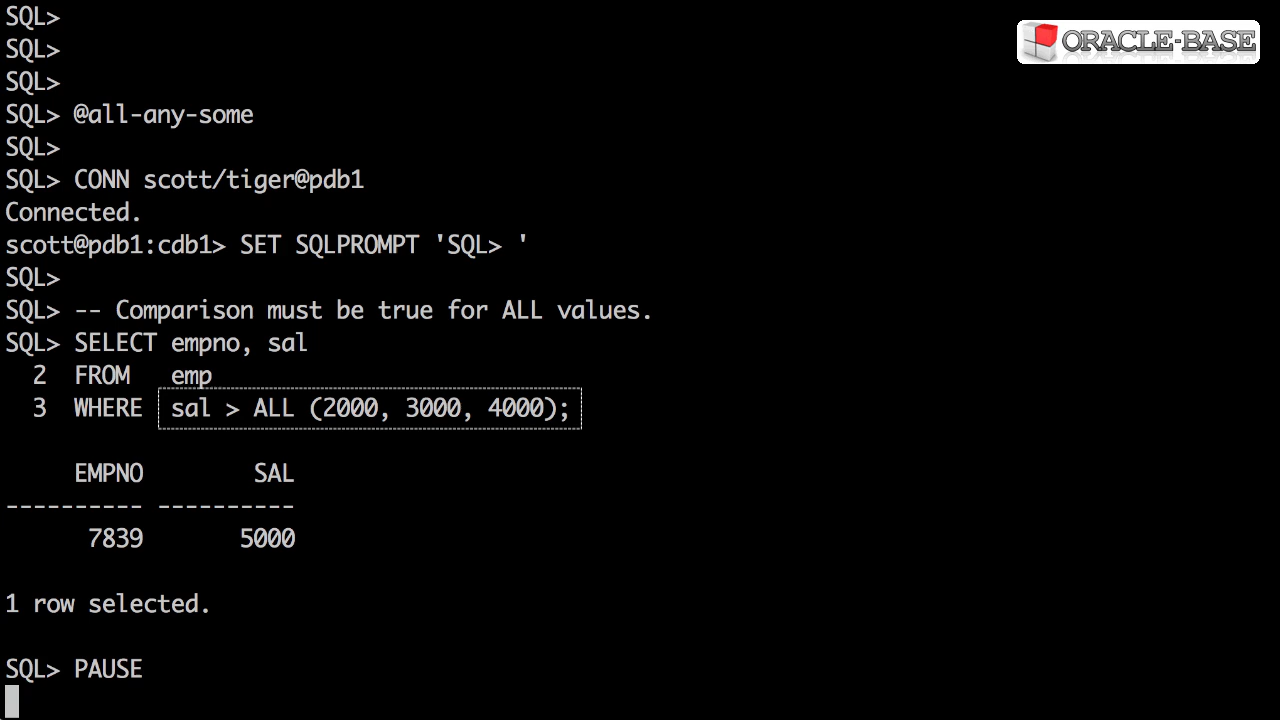 SQL>
SQL>
SQL>
SQL> @all-any-some
SQL>
SQL> CONN scott/tiger@pdb1
Connected.
scott@pdb1:cdb1> SET SQLPROMPT 'SQL> '
SQL>
SQL> -- Comparison must be true for ALL values.
SQL> SELECT empno, sal
  2  FROM   emp
  3  WHERE  sal > ALL (2000, 3000, 4000);
     EMPNO        SAL
---------- ----------
      7839       5000
1 row selected.
SQL> PAUSE
ORACLE-BASE